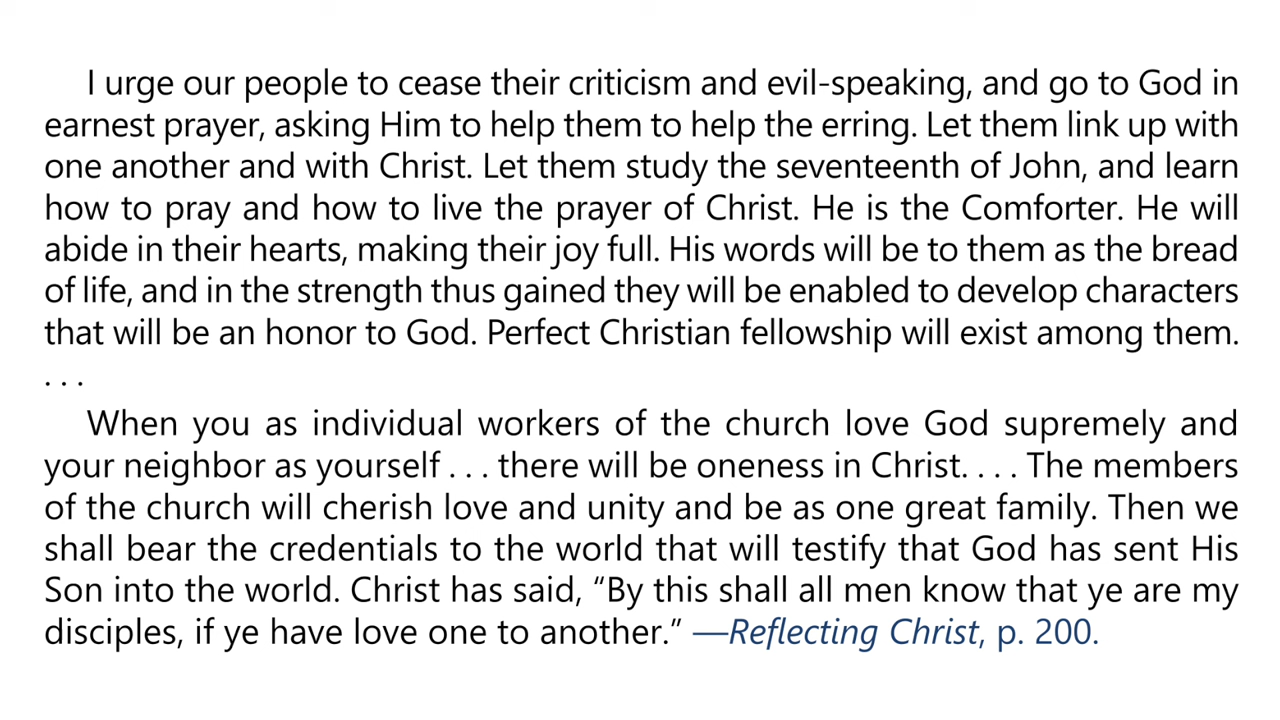 I urge our people to cease their criticism and evil-speaking, and go to God in
earnest prayer, asking Him to help them to help the erring. Let them link up with
one another and with Christ. Let them study the seventeenth of John, and learn
how to pray and how to live the prayer of Christ. He is the Comforter. He will
abide in their hearts, making their joy full. His words will be to them as the bread
of life, and in the strength thus gained they will be enabled to develop characters
that will be an honor to God. Perfect Christian fellowship will exist among them.
. . .
When you as individual workers of the church love God supremely and
your neighbor as yourself . . . there will be oneness in Christ. . . . The members
of the church will cherish love and unity and be as one great family. Then we
shall bear the credentials to the world that will testify that God has sent His
Son into the world. Christ has said, “By this shall all men know that ye are my
disciples, if ye have love one to another.” —Reflecting Christ, p. 200.